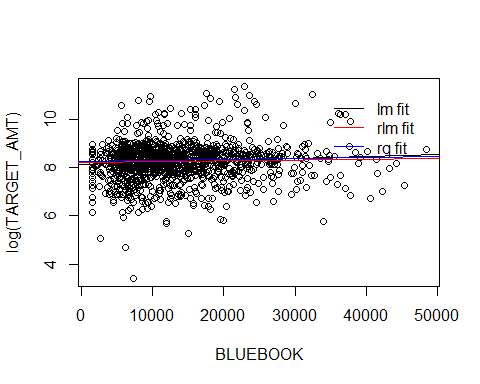 log(TARGET_AMT)
10
8
6
4
lm fit
rlm fit
rq fit
0 10000 20000 30000 40000 50000
BLUEBOOK